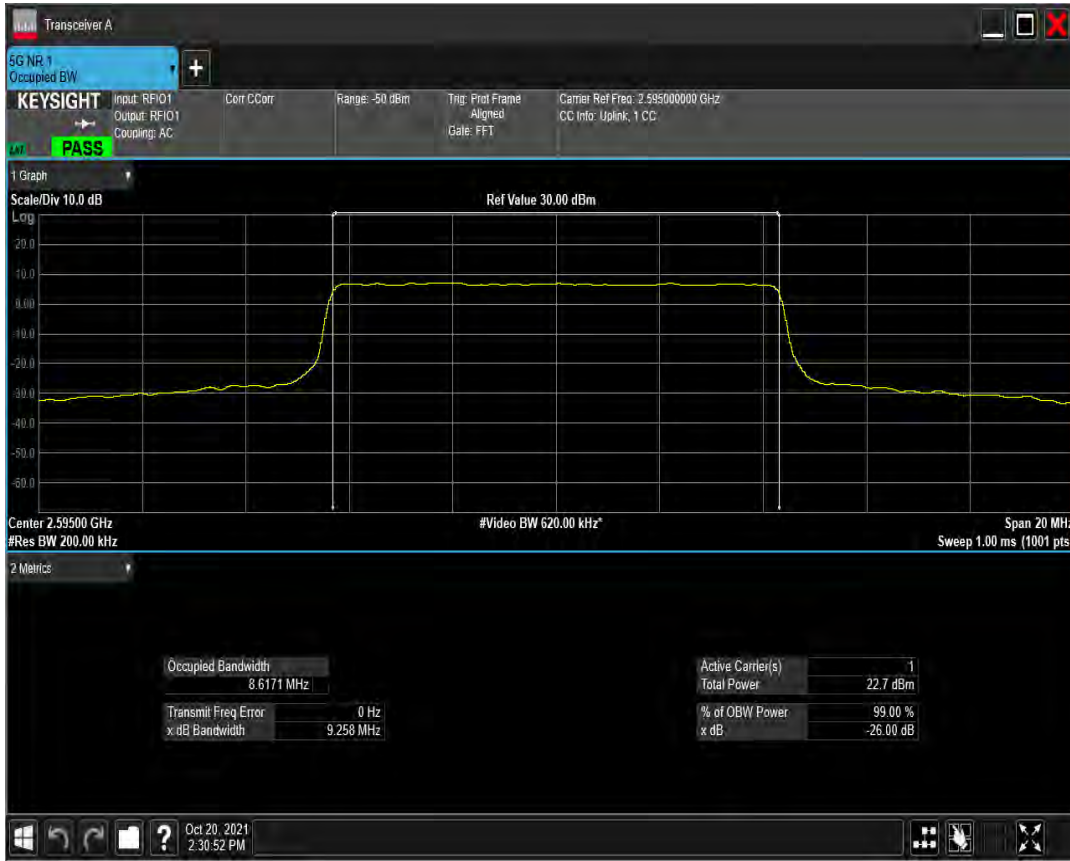 Transceiver A
5G NR 1
Occupied BW
+
KEYSIGHT
PASS
Input: RFIO1
Output: RFIO1
Coupling: AC
Corr CCorr
Range: -50 dBm
Trig: Prot Frame
Aligned
Gate: FFT
Carrier Ref Freq: 2.595000000 GHz
CC Info: Uplink, 1 CC
1 Graph
Scale/Div 10.0 dB
Ref Value 30.00 dBm
Log
20.0
10.0
0.00
-10.0
-20.0
-30.0
-40.0
-50.0
-60.0
Center 2.59500 GHz
#Video BW 620.00 kHz*
Span 20 MHz
#Res BW 200.00 kHz
Sweep 1.00 ms (1001 pts
2 Metrics
Occupied Bandwidth
8.6171 MHz
Transmit Freq Error 0 Hz
x dB Bandwidth 9.258 MHz
Active Carrier(s) 1
Total Power 22.7 dBm
% of OBW Power 99.00 %
x dB -26.00 dB
?
Oct 20, 2021
2:30:52 PM